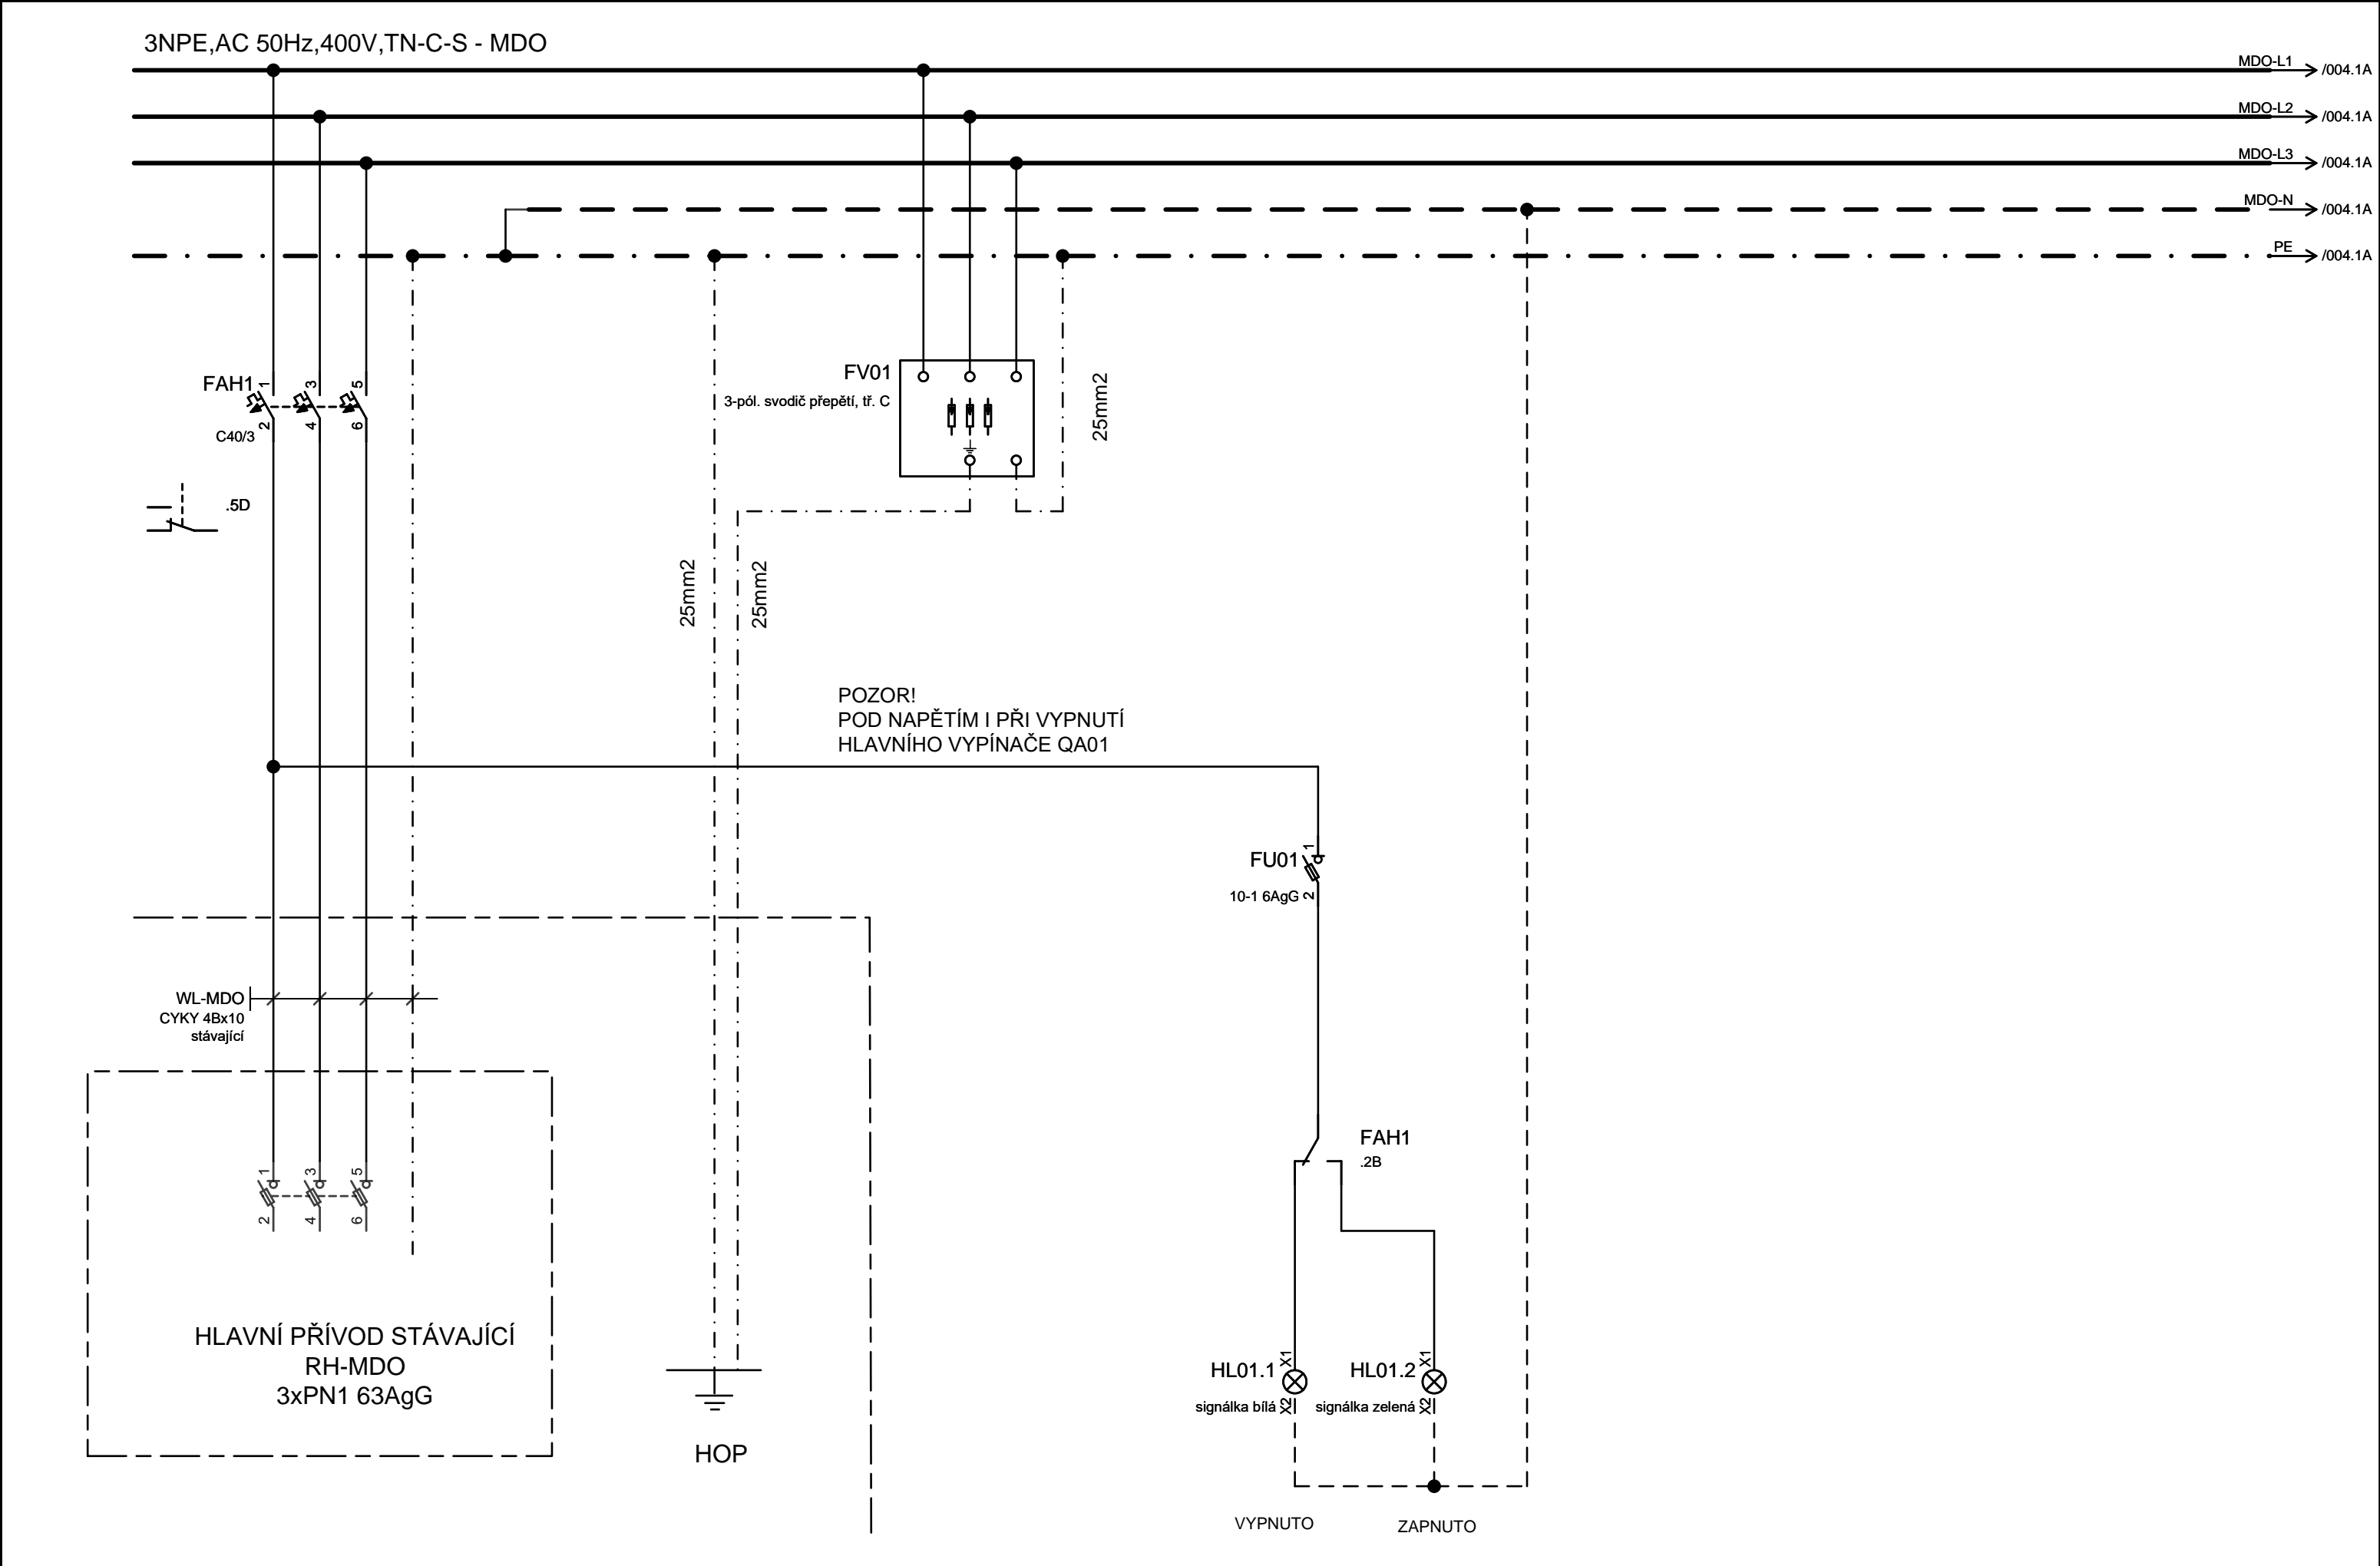 3NPE,AC 50Hz,400V,TN-C-S - MDO
MDO-L1
/004.1A
MDO-L2
/004.1A
MDO-L3
/004.1A
MDO-N
/004.1A
PE
/004.1A
FAH1
1
3
5
C40/3
2
4
6
.5D
FV01
3-pól. svodič přepětí, tř. C
25mm2
25mm2
25mm2
POZOR!
POD NAPĚTÍM I PŘI VYPNUTÍ
HLAVNÍHO VYPÍNAČE QA01
FU01
1
10-1 6AgG
2
WL-MDO
CYKY 4Bx10
stávající
FAH1
.2B
1
3
5
2
4
6
HLAVNÍ PŘÍVOD STÁVAJÍCÍ
RH-MDO
3xPN1 63AgG
HOP
HL01.1
X1
signálka bílá
X2
HL01.2
X1
signálka zelená
X2
VYPNUTO
ZAPNUTO